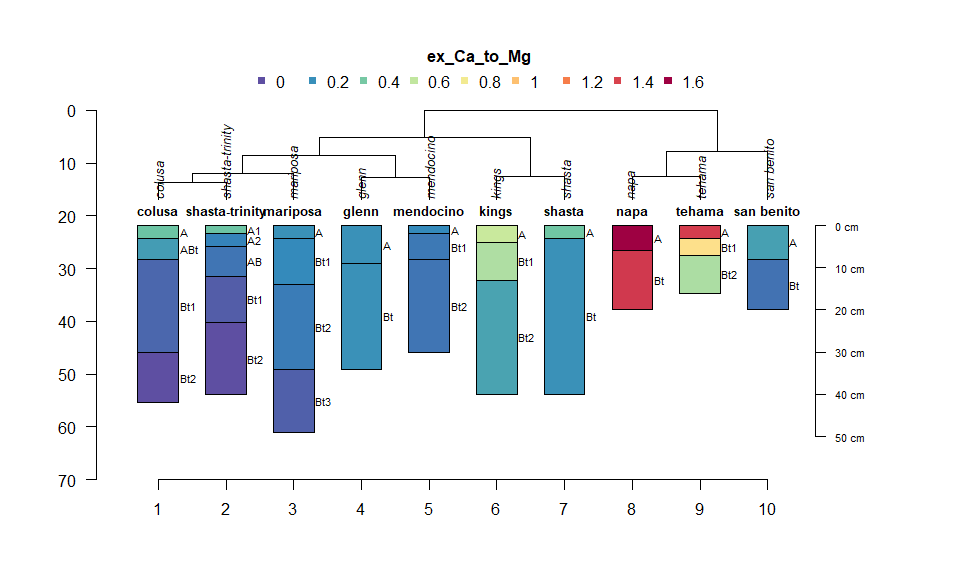 ex_Ca_to_Mg
0 0.2 0.4 0.6 0.8 1 1.2 1.4 1.6
0
10
20
30
40
50
60
70
colusa
shasta-trinity
mariposa
glenn
mendocino
kings
shasta
napa
tehama
san benito
colusa shasta-trinity mariposa glenn mendocino kings shasta napa tehama san benito
A
ABt
Bt1
Bt2
A1
A2
AB
Bt1
Bt2
A
Bt1
Bt2
Bt3
A
Bt
A
Bt1
Bt2
A
Bt1
Bt2
A
Bt
A
Bt
A
Bt1
Bt2
A
Bt
0 cm
10 cm
20 cm
30 cm
40 cm
50 cm
1 2 3 4 5 6 7 8 9 10